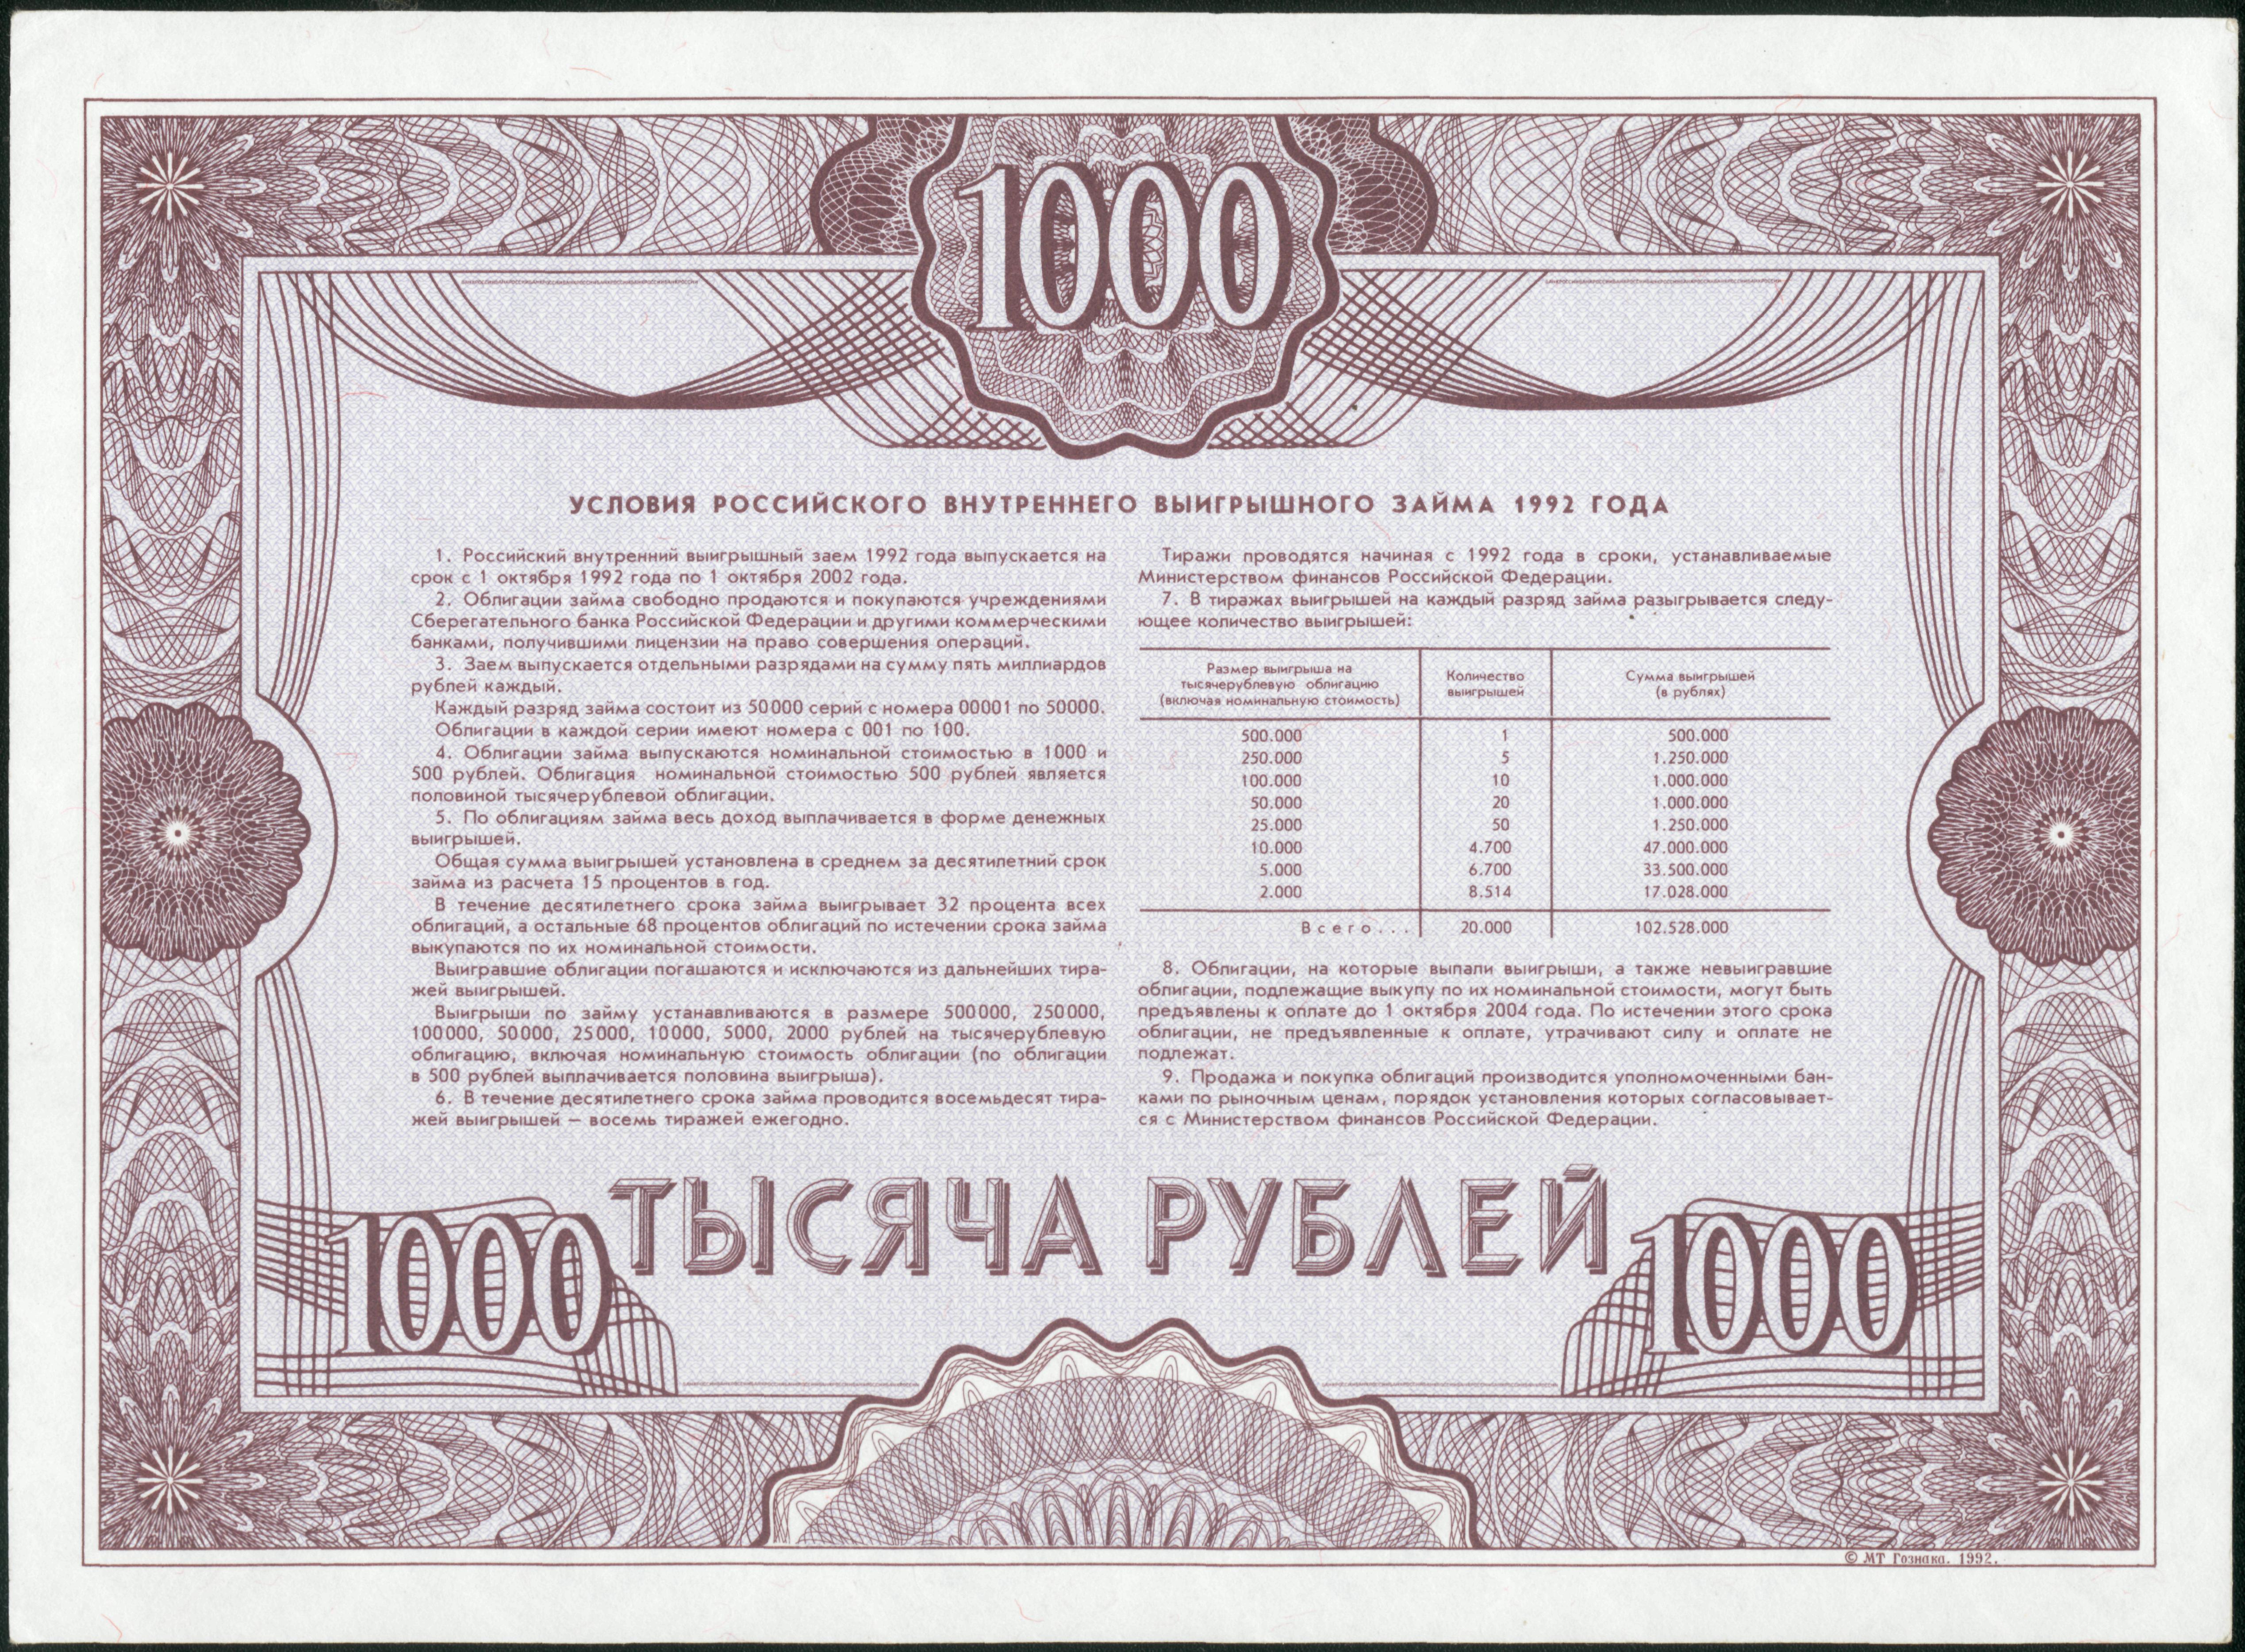 1000
УСЛОВИЯ РОССИЙСКОГО ВНУТРЕННЕГО ВЫИГРЫШНОГО ЗАЙМА 1992 ГОДА
1. Российский внутренний выигрышный заем 1992 года выпускается на
срок с 1 октября 1992 года по 1 октября 2002 года.
2. Облигации займа свободно продаются и покупаются учреждениями
Сберегательного банка Российской Федерации и другими коммерческими
банками, получившими лицензии на право совершения операций.
3. Заем выпускается отдельными разрядами на сумму пять миллиардов
рублей каждый.
Каждый разряд займа состоит из 50000 серий с номера 00001 по 50000.
Облигации в каждой серии имеют номера с 001 по 100.
4. Облигации займа выпускаются номинальной стоимостью в 1000 и
500 рублей. Облигация номинальной стоимостью 500 рублей является
половиной тысячерублевой облигации.
5. По облигациям займа весь доход выплачивается в форме денежных
выигрышей.
Общая сумма выигрышей установлена в среднем за десятилетний срок
займа из расчета 15 процентов в год.
В течение десятилетнего срока займа выигрывает 32 процента всех
облигаций, а остальные 68 процентов облигаций по истечении срока займа
выкупаются по их номинальной стоимости.
Выигравшие облигации погашаются и исключаются из дальнейших тира-
жей выигрышей.
Выигрыши по займу устанавливаются в размере 500000, 250000,
100000, 50000, 25000, 10000, 5000, 2000 рублей на тысячерублевую
облигацию, включая номинальную стоимость облигации (по облигации
в 500 рублей выплачивается половина выигрыша).
6. В течение десятилетнего срока займа проводится восемьдесят тира-
жей выигрышей — восемь тиражей ежегодно.
Тиражи проводятся начиная с 1992 года в сроки, устанавливаемые
Министерством финансов Российской Федерации.
7. В тиражах выигрышей на каждый разряд займа разыгрывается следу-
ющее количество выигрышей:
Размер выигрыша на
тысячерублевую облигацию
(включая номинальную стоимость)
Количество
выигрышей
Сумма выигрышей
(в рублях)
500.000 1 500.000
250.000 5 1.250.000
100.000 10 1.000.000
50.000 20 1.000.000
25.000 50 1.250.000
10.000 4.700 47.000.000
5.000 6.700 33.500.000
2.000 8.514 17.028.000
Всего... 20.000 102.528.000
8. Облигации, на которые выпали выигрыши, а также невыигравшие
облигации, подлежащие выкупу по их номинальной стоимости, могут быть
предъявлены к оплате до 1 октября 2004 года. По истечении этого срока
облигации, не предъявленные к оплате, утрачивают силу и оплате не
подлежат.
9. Продажа и покупка облигаций производится уполномоченными бан-
ками по рыночным ценам, порядок установления которых согласовывает-
ся с Министерством финансов Российской Федерации.
ТЫСЯЧА РУБЛЕЙ
1000 1000
© МТ Гознака. 1992.